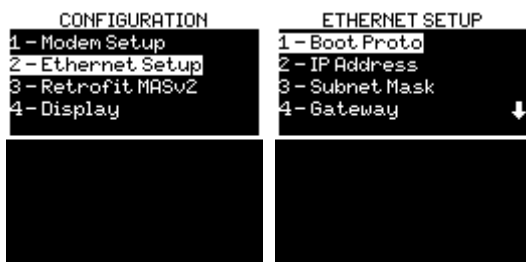 CONFIGURATION
1-Modem Setup
2-Ethernet Setup
3-Retrofit MASv2
4-Display
ETHERNET SETUP
1-Boot Proto
2-IP Address
3-Subnet Mask
4-Gateway